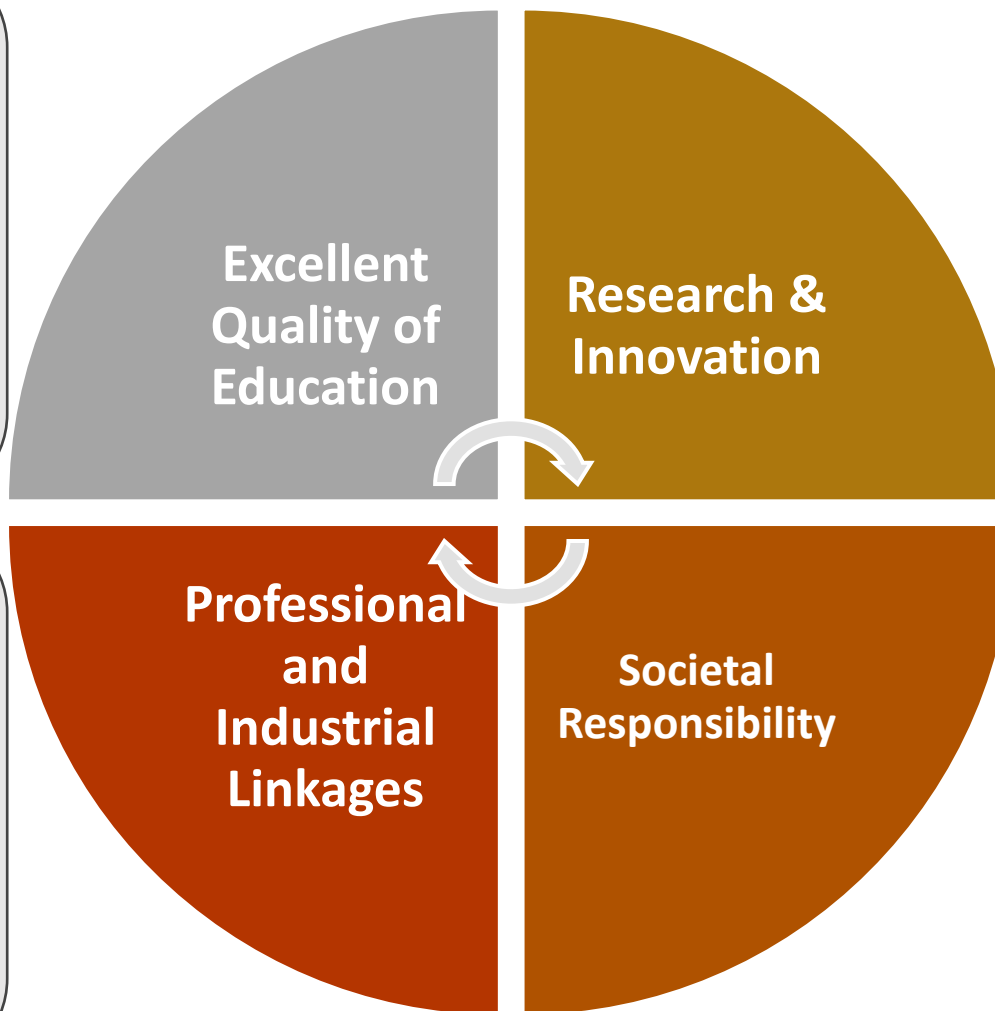 Excellent
Quality of
Education
Research &
Innovation
Professional
and
Industrial
Linkages
Societal
Responsibility